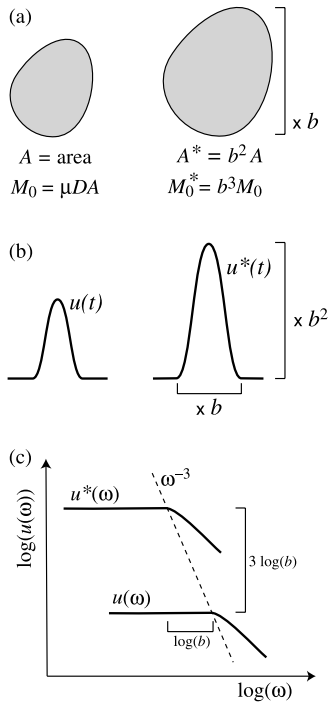 (a)
x b
A = area
A* = b² A
M₀ = μDA
M₀* = b³M₀
(b)
u(t)
u*(t)
x b²
x b
(c)
ω⁻³
u*(ω)
log(u(ω))
3 log(b)
u(ω)
log(b)
log(ω)